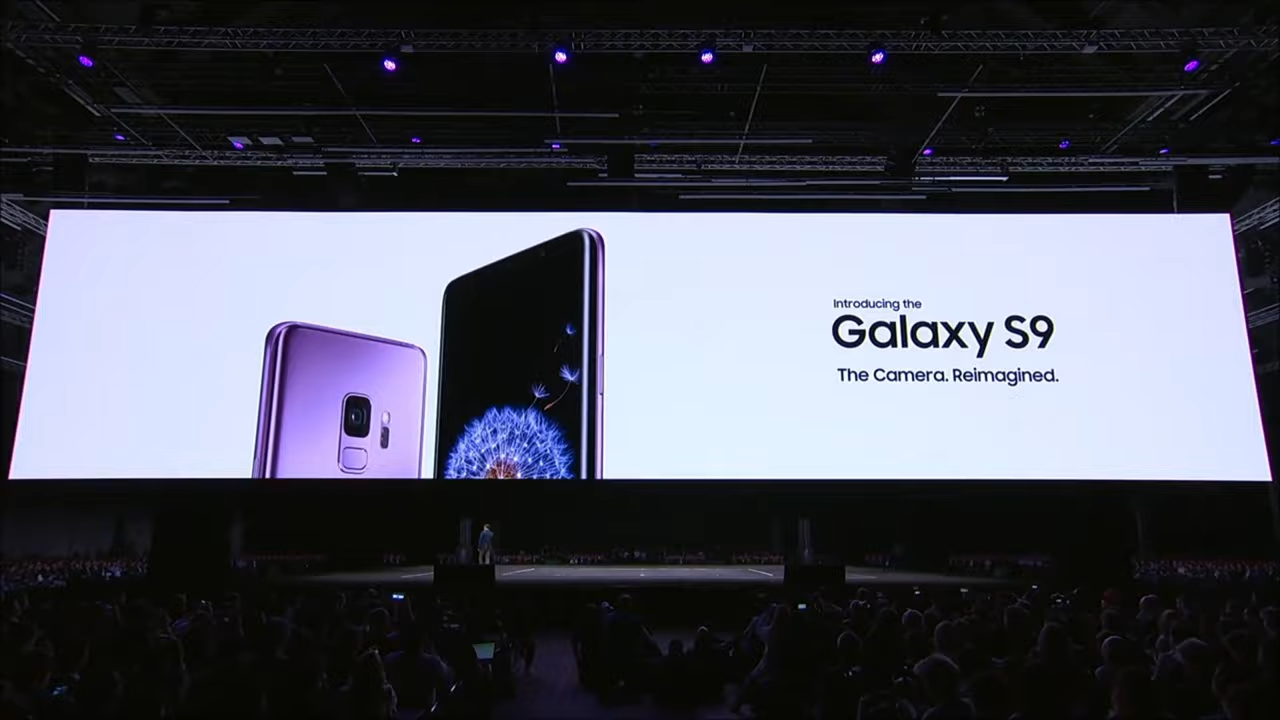 Introducing the
Galaxy S9
The Camera. Reimagined.